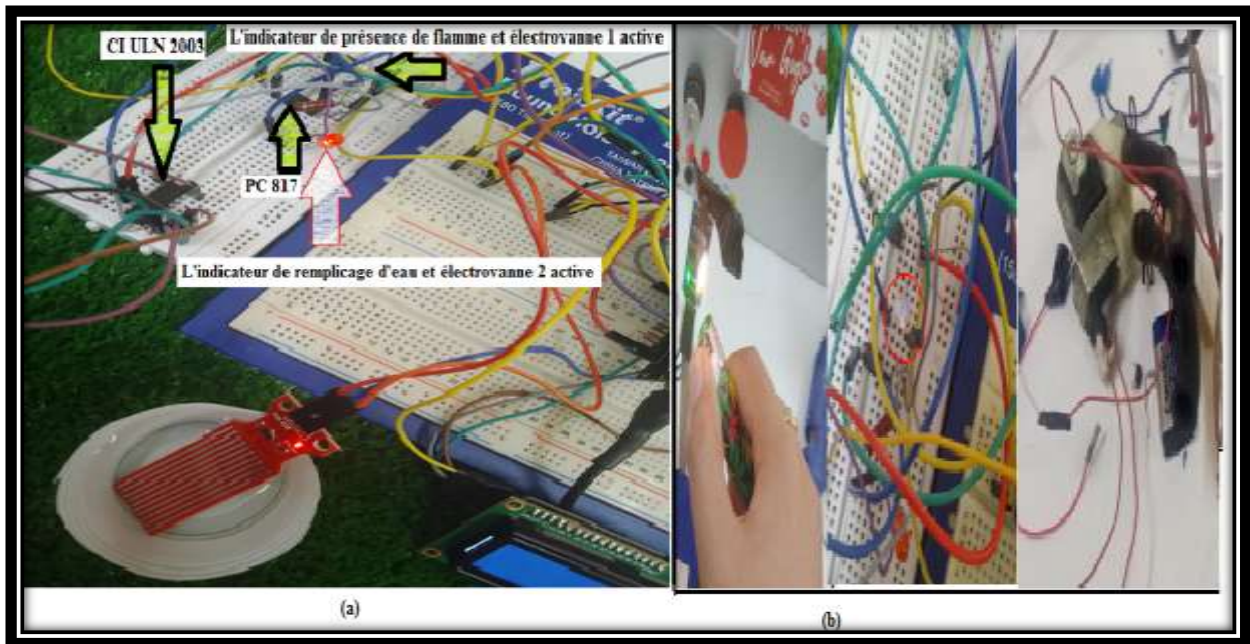 CI ULN 2003
L'indicateur de présence de flamme et électrovanne 1 active
PC 817
L'indicateur de remplicage d'eau et électrovanne 2 active
(a)
(b)